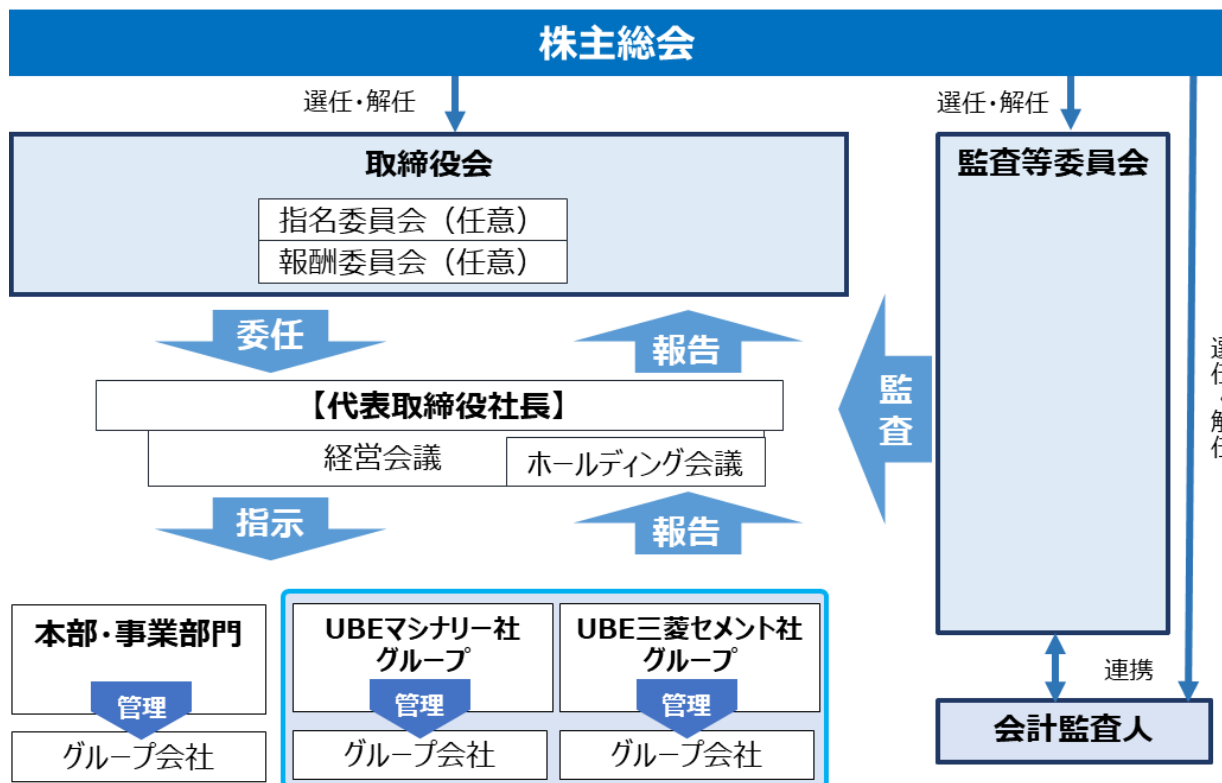 株主総会
選任・解任
選任・解任
取締役会
指名委員会（任意）
報酬委員会（任意）
監査等委員会
委任
報告
監査
選任・解任
【代表取締役社長】
経営会議
ホールディング会議
指示
報告
本部・事業部門
管理
グループ会社
UBEマシナリー社
グループ
管理
グループ会社
UBE三菱セメント社
グループ
管理
グループ会社
連携
会計監査人